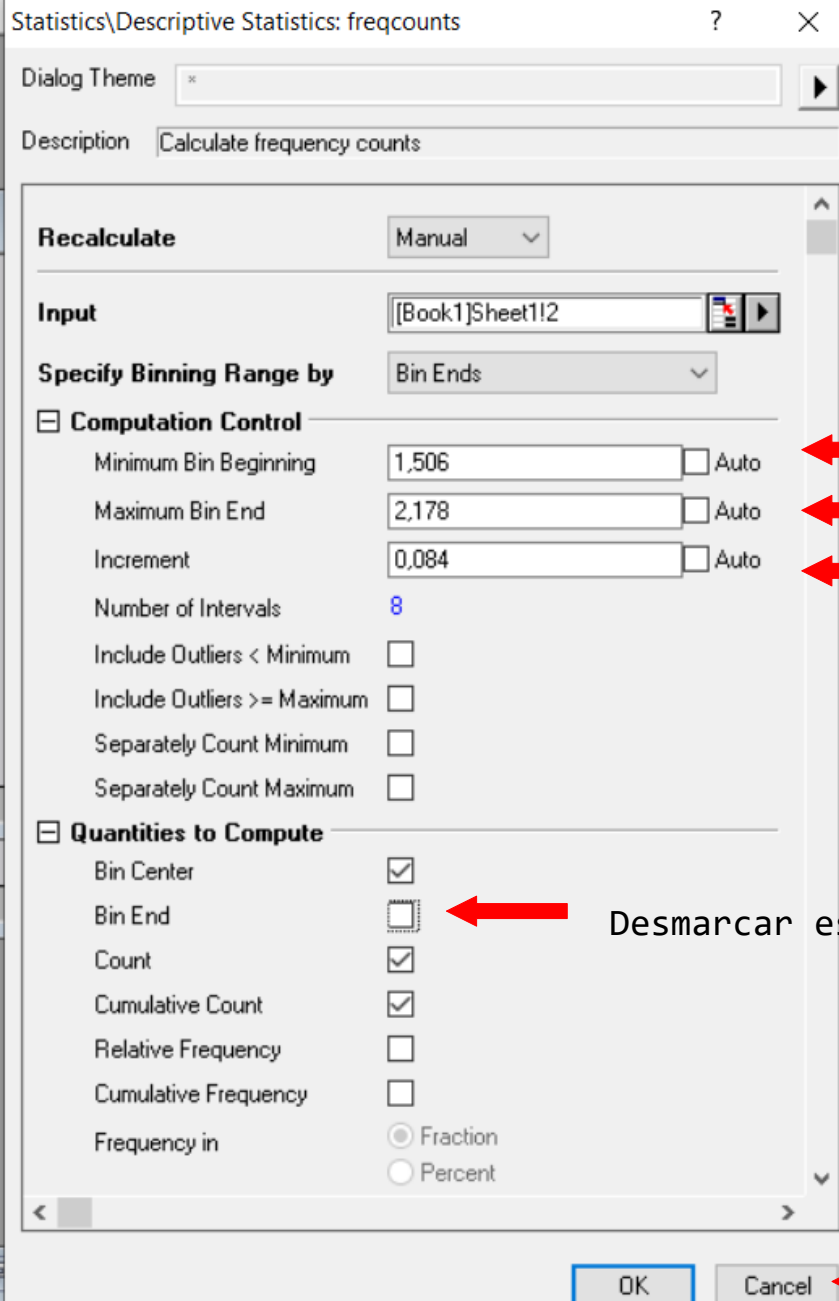 Statistics\Descriptive Statistics: freqcounts ? ×
Dialog Theme *
Description Calculate frequency counts
Recalculate Manual
Input [Book1]Sheet1!2
Specify Binning Range by Bin Ends
Computation Control
Minimum Bin Beginning 1,506 Auto
Maximum Bin End 2,178 Auto
Increment 0,084 Auto
Number of Intervals 8
Include Outliers < Minimum
Include Outliers >= Maximum
Separately Count Minimum
Separately Count Maximum
Quantities to Compute
Bin Center
Bin End Desmarcar es
Count
Cumulative Count
Relative Frequency
Cumulative Frequency
Frequency in Fraction
Percent
OK Cancel